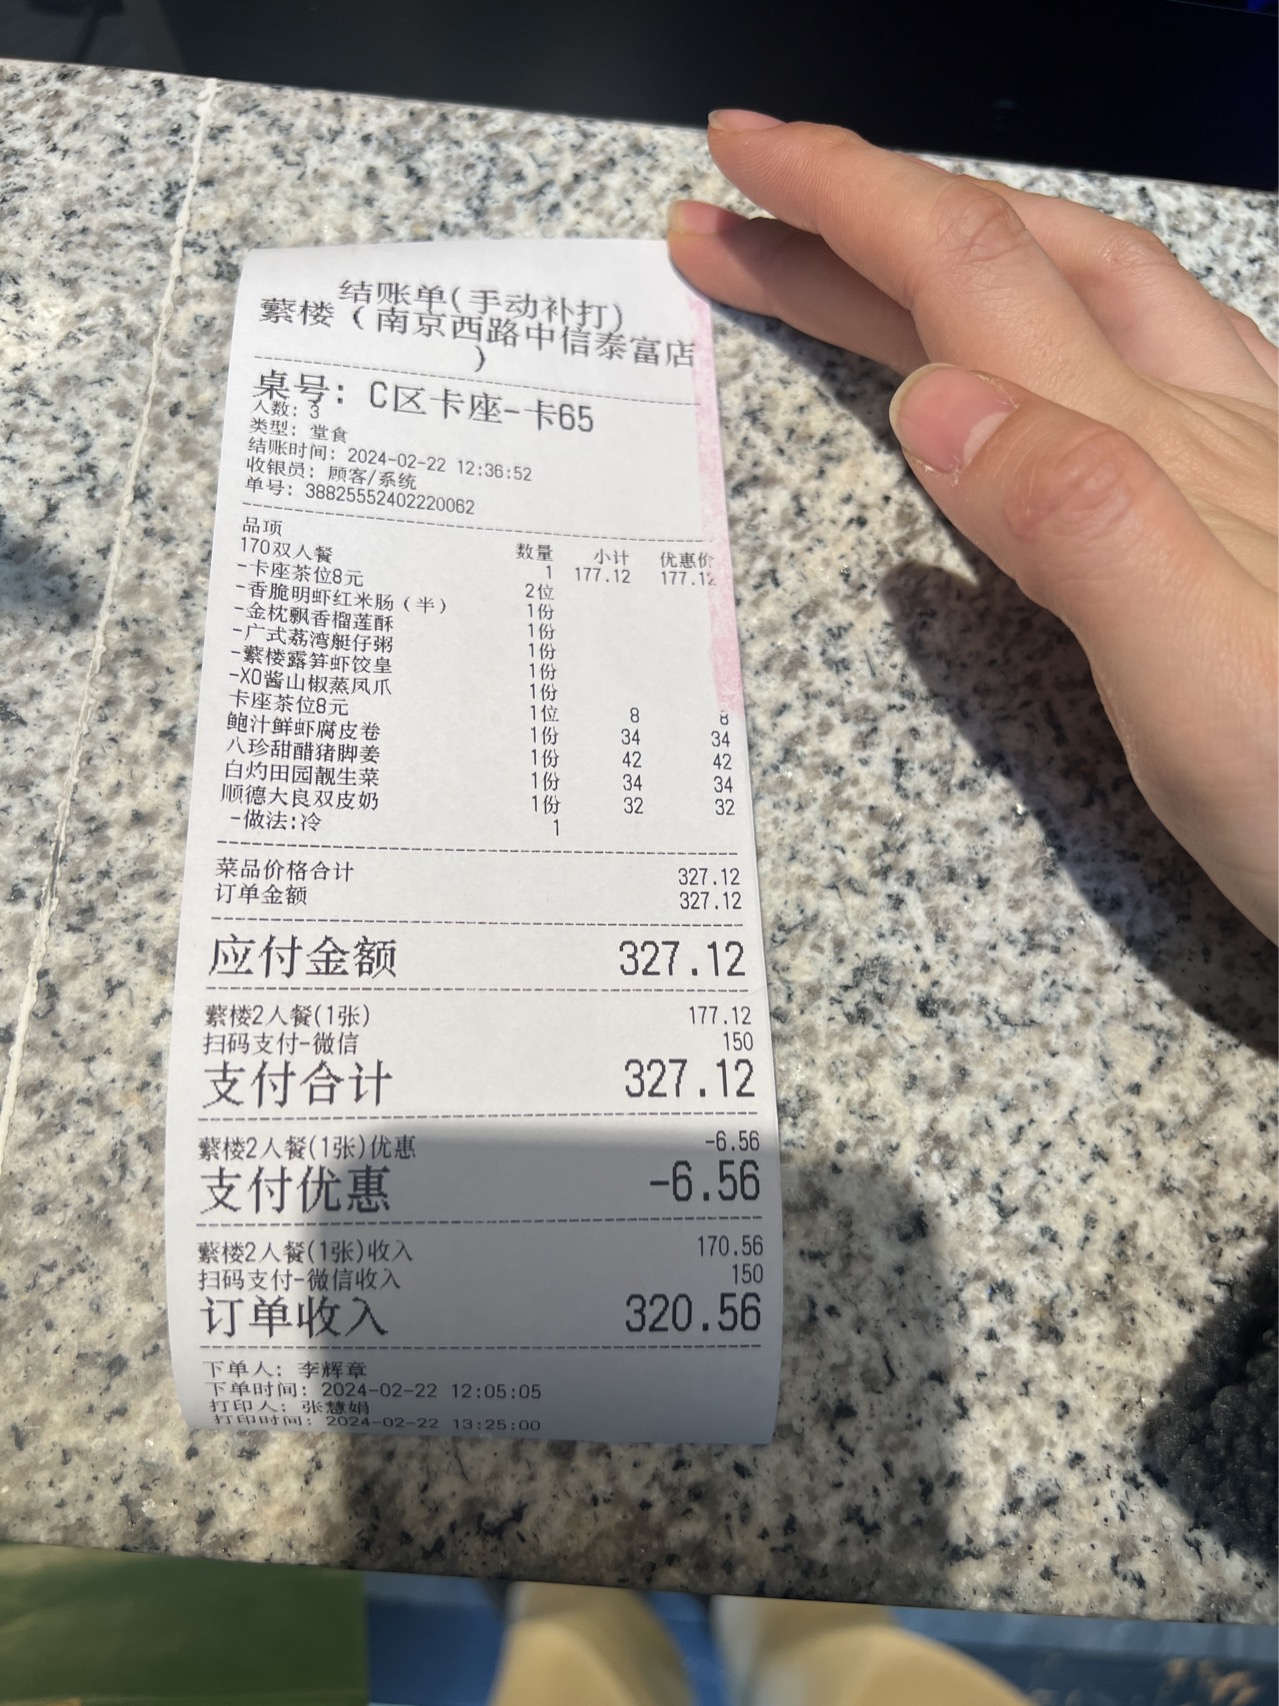 结账单(手动补打)
蘩楼(南京西路中信泰富店
)
桌号: C区卡座-卡65
人数: 3
类型: 堂食
结账时间: 2024-02-22 12:36:52
收银员: 顾客/系统
单号: 38825552402220062
品项 数量 小计 优惠价
170双人餐 1 177.12 177.12
-卡座茶位8元 2位
-香脆明虾红米肠(半) 1份
-金枕飘香榴莲酥 1份
-广式荔湾艇仔粥 1份
-蘩楼露笋虾饺皇 1份
-XO酱山椒蒸凤爪 1份
卡座茶位8元 1位 8 8
鲍汁鲜虾腐皮卷 1份 34 34
八珍甜醋猪脚姜 1份 42 42
白灼田园靓生菜 1份 34 34
顺德大良双皮奶 1份 32 32
-做法:冷 1
菜品价格合计 327.12
订单金额 327.12
应付金额 327.12
蘩楼2人餐(1张) 177.12
扫码支付-微信 150
支付合计 327.12
蘩楼2人餐(1张)优惠 -6.56
支付优惠 -6.56
蘩楼2人餐(1张)收入 170.56
扫码支付-微信收入 150
订单收入 320.56
下单人: 李辉章
下单时间: 2024-02-22 12:05:05
打印人: 张慧娟
打印时间: 2024-02-22 13:25:00